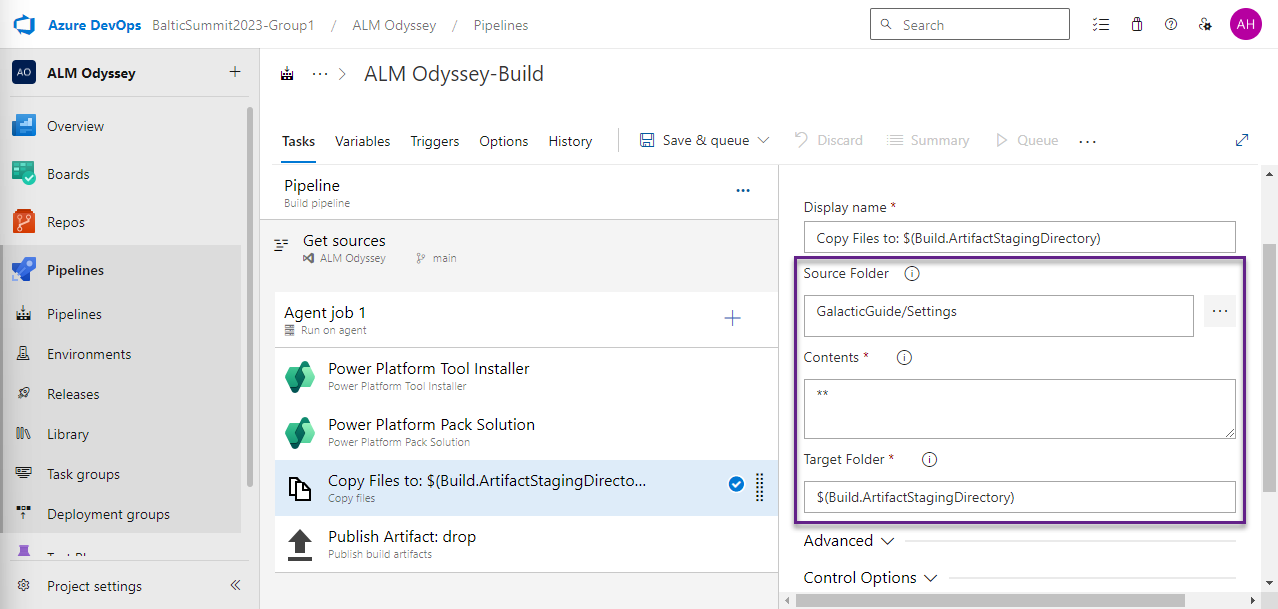 Azure DevOps BalticSummit2023-Group1 / ALM Odyssey / Pipelines
Search
AH
AO ALM Odyssey
Overview
Boards
Repos
Pipelines
Pipelines
Environments
Releases
Library
Task groups
Deployment groups
Project settings
··· > ALM Odyssey-Build
Tasks Variables Triggers Options History Save & queue Discard Summary Queue ···
Pipeline
Build pipeline
Get sources
ALM Odyssey main
Agent job 1
Run on agent
Power Platform Tool Installer
Power Platform Tool Installer
Power Platform Pack Solution
Power Platform Pack Solution
Copy Files to: $(Build.ArtifactStagingDirecto...
Copy files
Publish Artifact: drop
Publish build artifacts
Display name *
Copy Files to: $(Build.ArtifactStagingDirectory)
Source Folder
GalacticGuide/Settings
Contents *
**
Target Folder *
$(Build.ArtifactStagingDirectory)
Advanced
Control Options